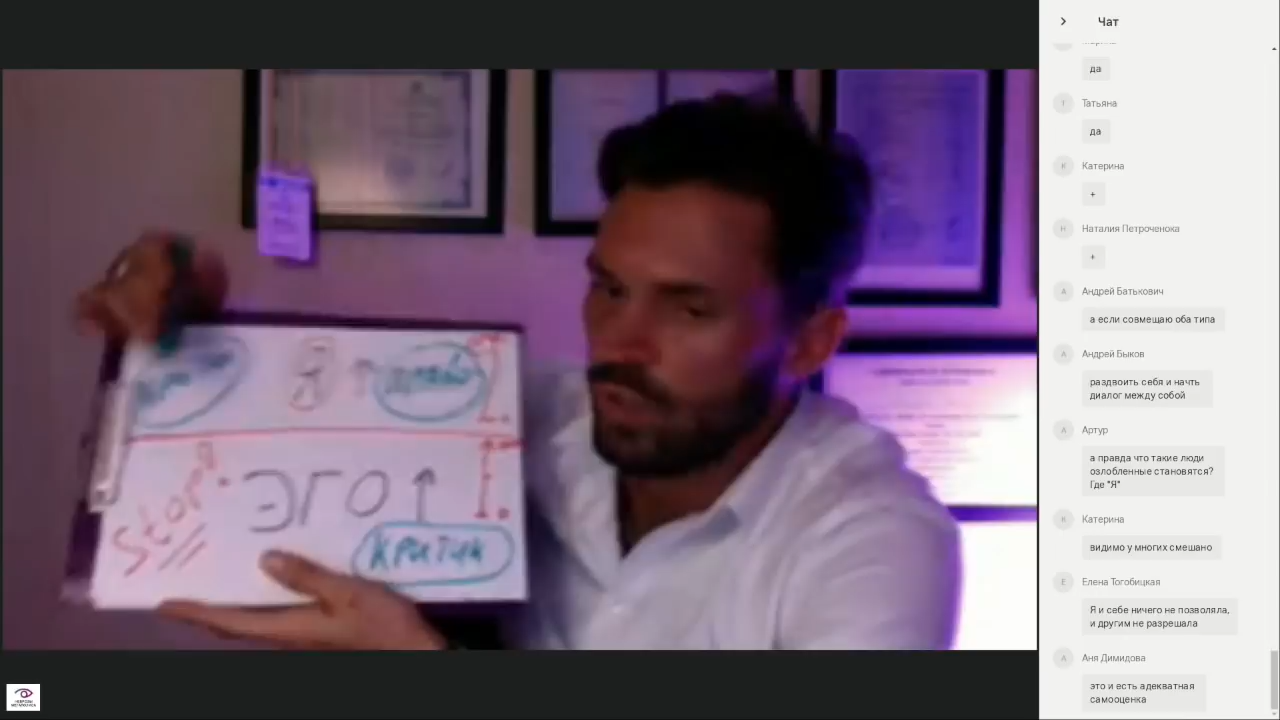 ЭГО↑
Stop!
критик
Чат
да
Татьяна
да
Катерина
+
Наталия Петроченока
+
Андрей Батькович
а если совмещаю оба типа
Андрей Быков
раздвоить себя и начть
диалог между собой
Артур
а правда что такие люди
озлобленные становятся?
Где "Я"
Катерина
видимо у многих смешано
Елена Тогобицкая
Я и себе ничего не позволяла,
и другим не разрешала
Аня Димидова
это и есть адекватная
самооценка